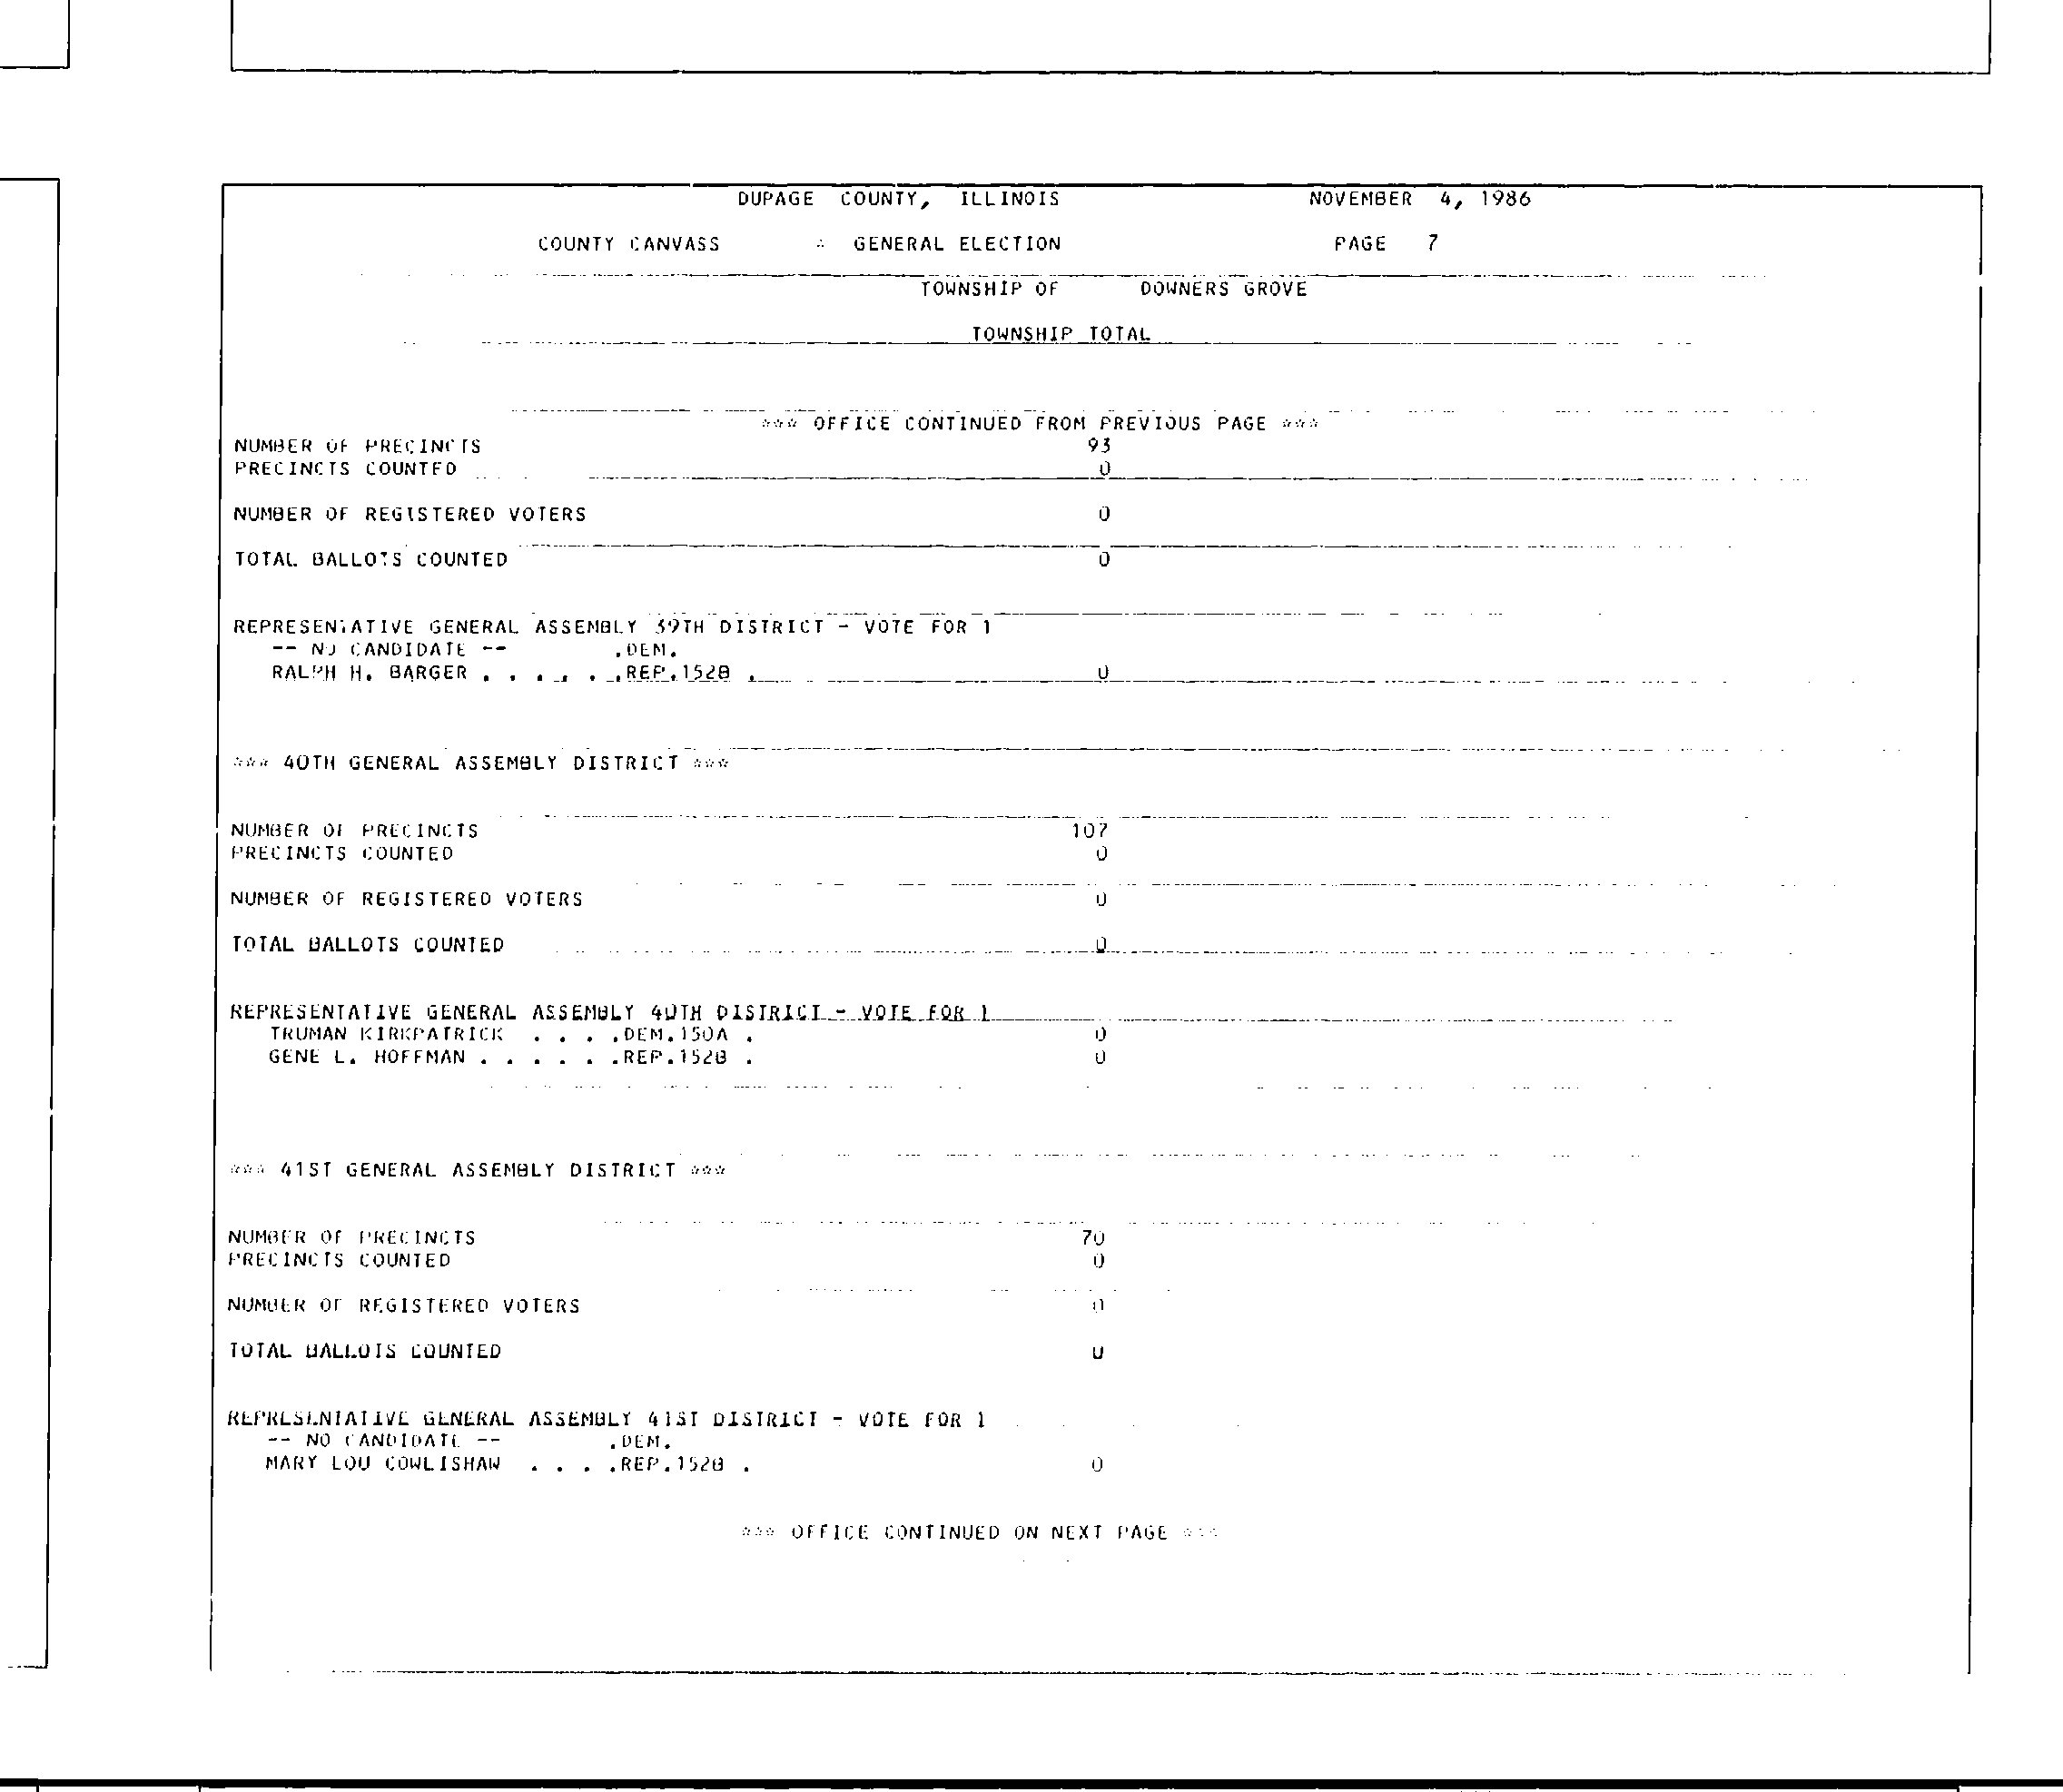 DUPAGE COUNTY, ILLINOIS NOVEMBER 4, 1986
COUNTY CANVASS * GENERAL ELECTION PAGE 7
TOWNSHIP OF DOWNERS GROVE
TOWNSHIP TOTAL
*** OFFICE CONTINUED FROM PREVIOUS PAGE ***
NUMBER OF PRECINCTS 93
PRECINCTS COUNTED 0
NUMBER OF REGISTERED VOTERS 0
TOTAL BALLOTS COUNTED 0
REPRESENTATIVE GENERAL ASSEMBLY 39TH DISTRICT - VOTE FOR 1
-- NO CANDIDATE -- .DEM.
RALPH H. BARGER . . . . . .REP.152B . 0
*** 40TH GENERAL ASSEMBLY DISTRICT ***
NUMBER OF PRECINCTS 107
PRECINCTS COUNTED 0
NUMBER OF REGISTERED VOTERS 0
TOTAL BALLOTS COUNTED 0
REPRESENTATIVE GENERAL ASSEMBLY 40TH DISTRICT - VOTE FOR 1
TRUMAN KIRKPATRICK . . . .DEM.150A . 0
GENE L. HOFFMAN . . . . . .REP.152B . 0
*** 41ST GENERAL ASSEMBLY DISTRICT ***
NUMBER OF PRECINCTS 70
PRECINCTS COUNTED 0
NUMBER OF REGISTERED VOTERS 0
TOTAL BALLOTS COUNTED 0
REPRESENTATIVE GENERAL ASSEMBLY 41ST DISTRICT - VOTE FOR 1
-- NO CANDIDATE -- .DEM.
MARY LOU COWLISHAW . . . .REP.152B . 0
*** OFFICE CONTINUED ON NEXT PAGE ***